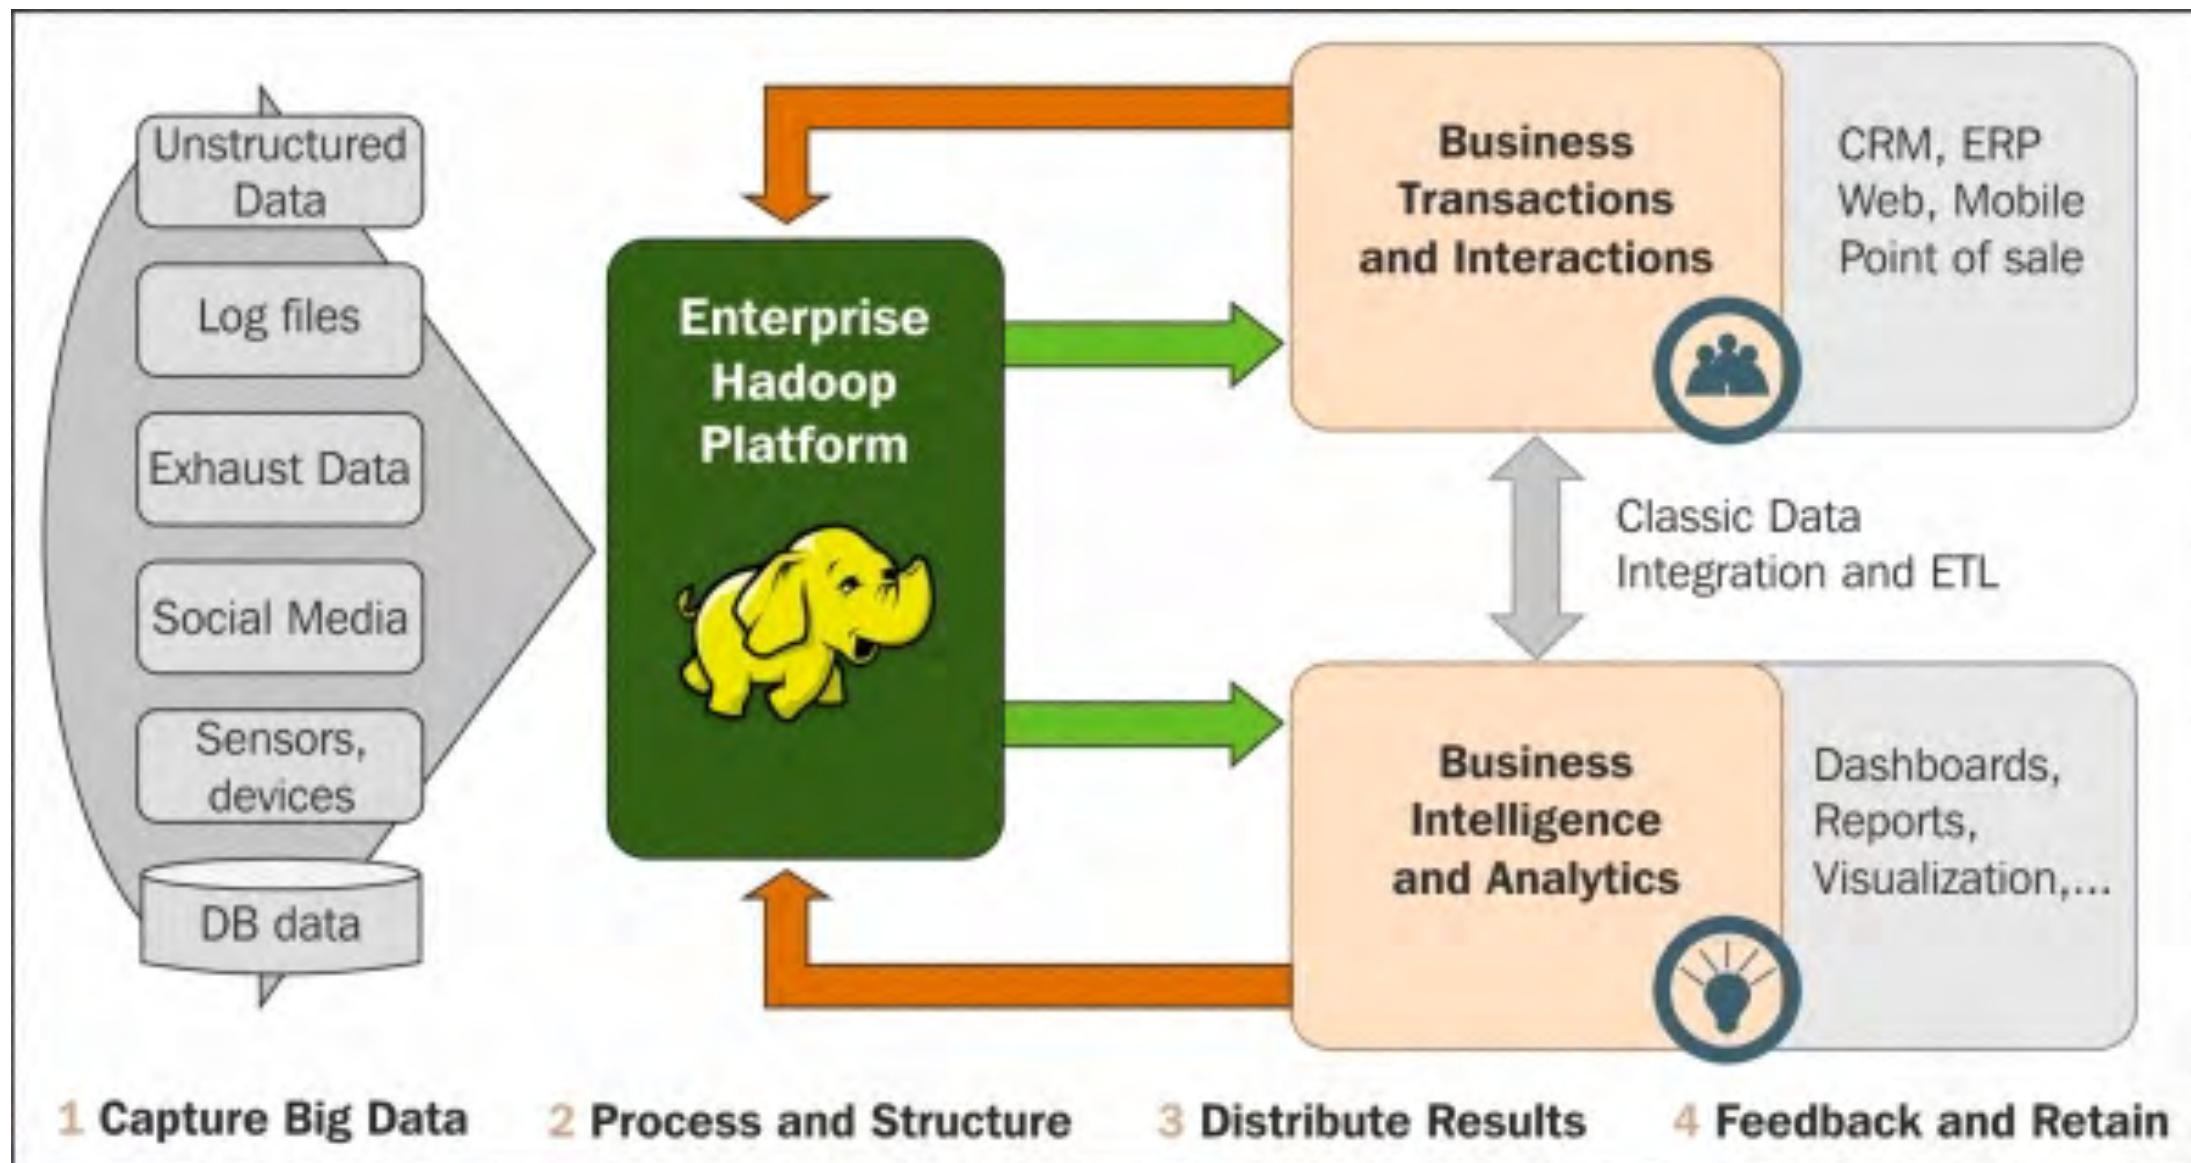 Unstructured
Data
Log files
Exhaust Data
Social Media
Sensors,
devices
DB data
Enterprise
Hadoop
Platform
Business
Transactions
and Interactions
CRM, ERP
Web, Mobile
Point of sale
Classic Data
Integration and ETL
Business
Intelligence
and Analytics
Dashboards,
Reports,
Visualization,...
1 Capture Big Data
2 Process and Structure
3 Distribute Results
4 Feedback and Retain